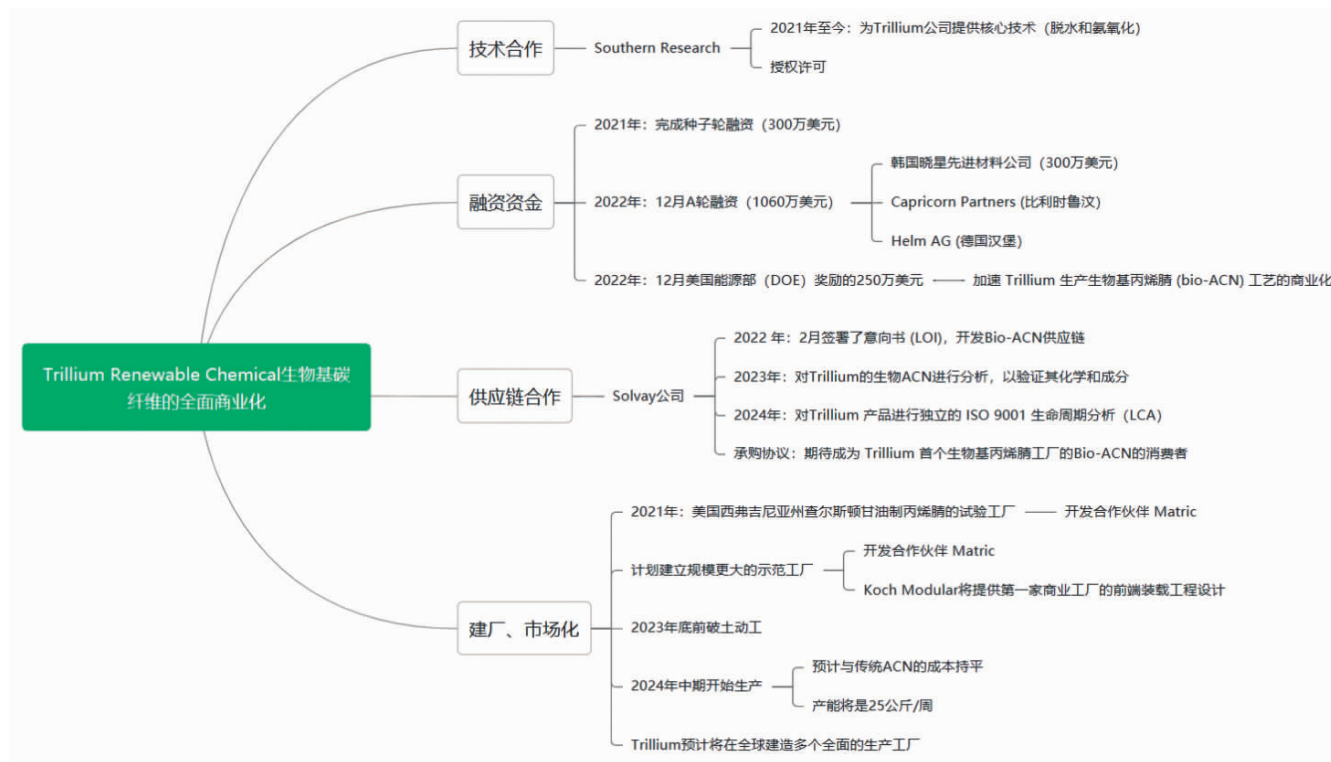 技术合作
Southern Research
2021年至今：为Trillium公司提供核心技术（脱水和氨氧化）
授权许可
融资资金
2021年：完成种子轮融资（300万美元）
2022年：12月A轮融资（1060万美元）
韩国晓星先进材料公司（300万美元）
Capricorn Partners (比利时鲁汶)
Helm AG (德国汉堡)
2022年：12月美国能源部（DOE）奖励的250万美元
加速 Trillium 生产生物基丙烯腈 (bio-ACN) 工艺的商业化
Trillium Renewable Chemical生物基碳
纤维的全面商业化
供应链合作
Solvay公司
2022 年：2月签署了意向书 (LOI)，开发Bio-ACN供应链
2023年：对Trillium的生物ACN进行分析，以验证其化学和成分
2024年：对Trillium 产品进行独立的 ISO 9001 生命周期分析（LCA）
承购协议：期待成为 Trillium 首个生物基丙烯腈工厂的Bio-ACN的消费者
建厂、市场化
2021年：美国西弗吉尼亚州查尔斯顿甘油制丙烯腈的试验工厂
开发合作伙伴 Matric
计划建立规模更大的示范工厂
开发合作伙伴 Matric
Koch Modular将提供第一家商业工厂的前端装载工程设计
2023年底前破土动工
2024年中期开始生产
预计与传统ACN的成本持平
产能将是25公斤/周
Trillium预计将在全球建造多个全面的生产工厂